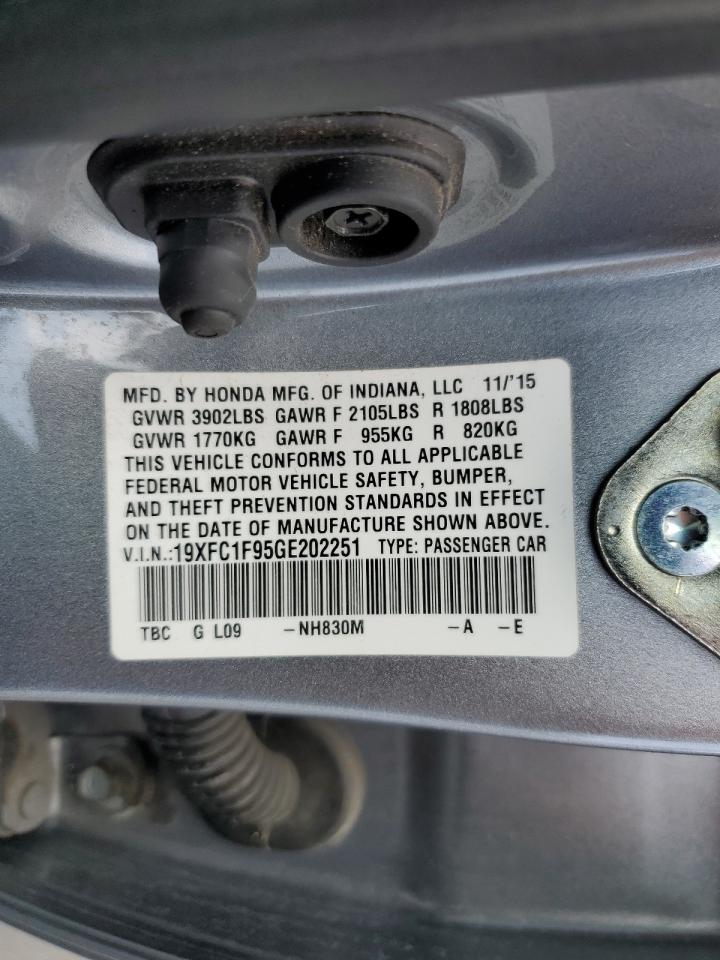 MFD. BY HONDA MFG. OF INDIANA, LLC 11/'15
GVWR 3902LBS GAWR F 2105LBS R 1808LBS
GVWR 1770KG GAWR F 955KG R 820KG
THIS VEHICLE CONFORMS TO ALL APPLICABLE
FEDERAL MOTOR VEHICLE SAFETY, BUMPER,
AND THEFT PREVENTION STANDARDS IN EFFECT
ON THE DATE OF MANUFACTURE SHOWN ABOVE.
V.I.N.:19XFC1F95GE202251 TYPE: PASSENGER CAR
TBC G L09 -NH830M -A -E